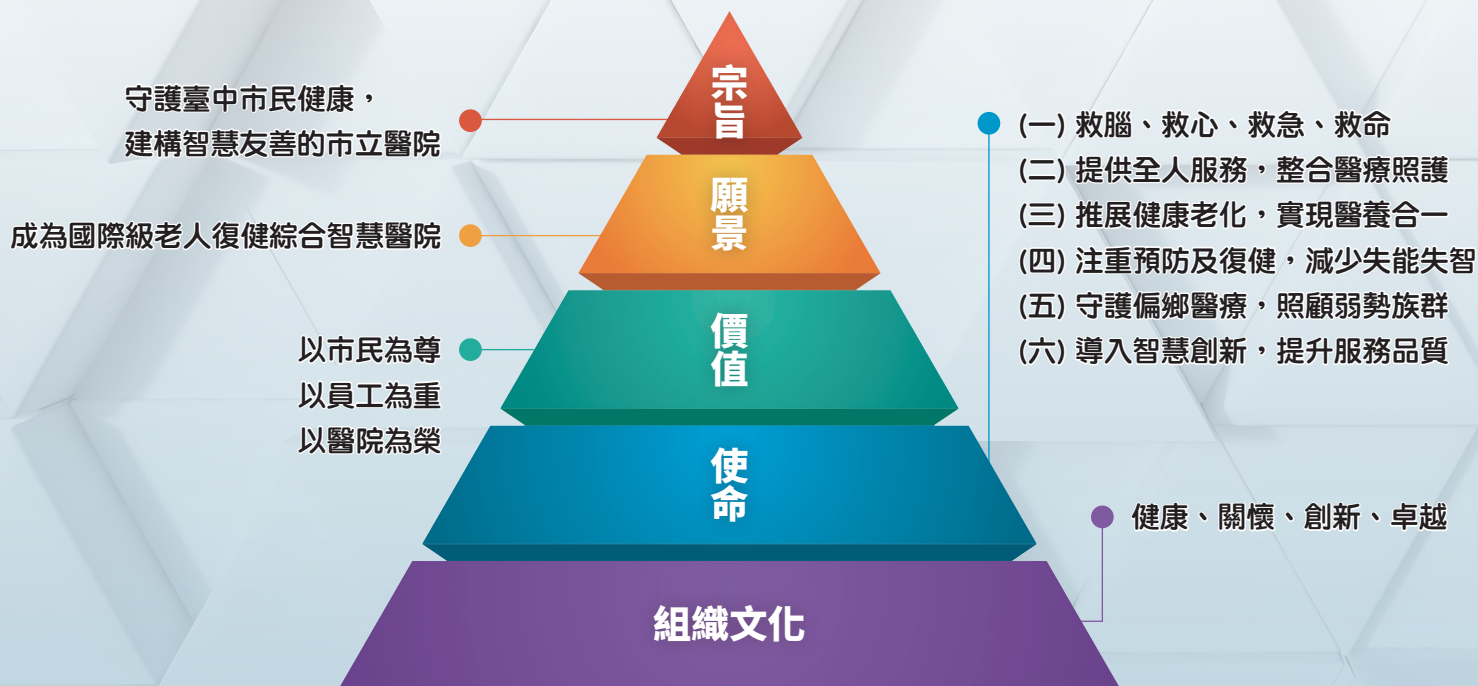 宗旨
守護臺中市民健康，
建構智慧友善的市立醫院
願景
成為國際級老人復健綜合智慧醫院
價值
以市民為尊
以員工為重
以醫院為榮
使命
(一) 救腦、救心、救急、救命
(二) 提供全人服務，整合醫療照護
(三) 推展健康老化，實現醫養合一
(四) 注重預防及復健，減少失能失智
(五) 守護偏鄉醫療，照顧弱勢族群
(六) 導入智慧創新，提升服務品質
組織文化
健康、關懷、創新、卓越